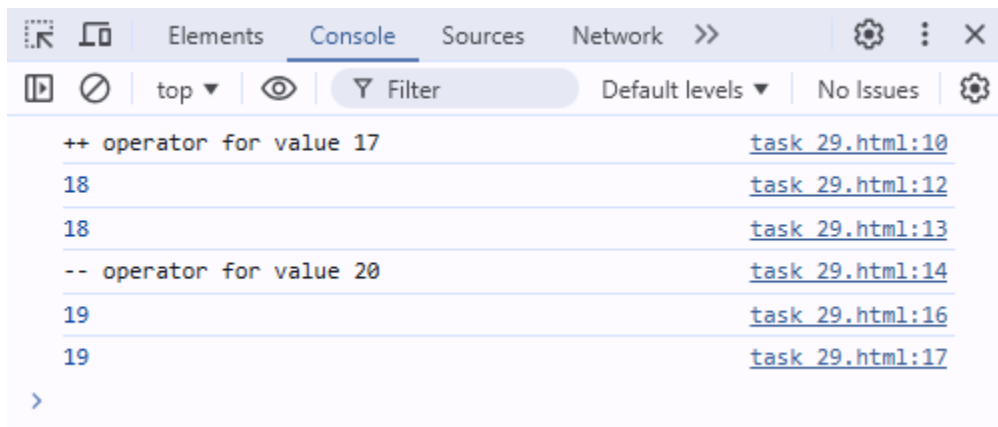 Elements Console Sources Network
top Filter Default levels No Issues
++ operator for value 17 task 29.html:10
18 task 29.html:12
18 task 29.html:13
-- operator for value 20 task 29.html:14
19 task 29.html:16
19 task 29.html:17